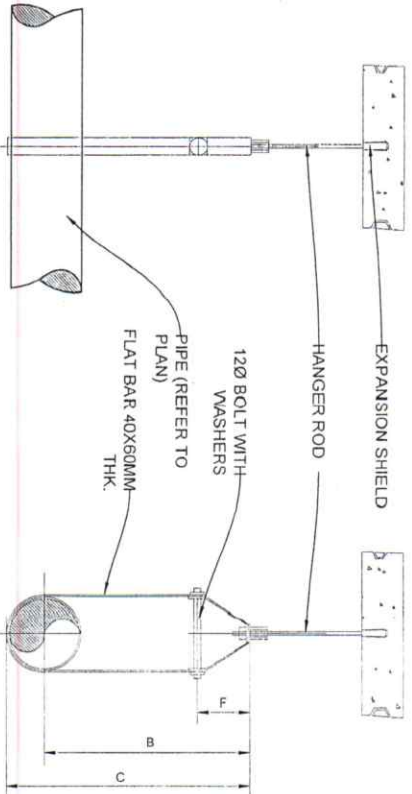 EXPANSION SHIELD
HANGER ROD
12Ø BOLT WITH
WASHERS
PIPE (REFER TO
PLAN)
FLAT BAR 40X60MM
THK.
F
B
C